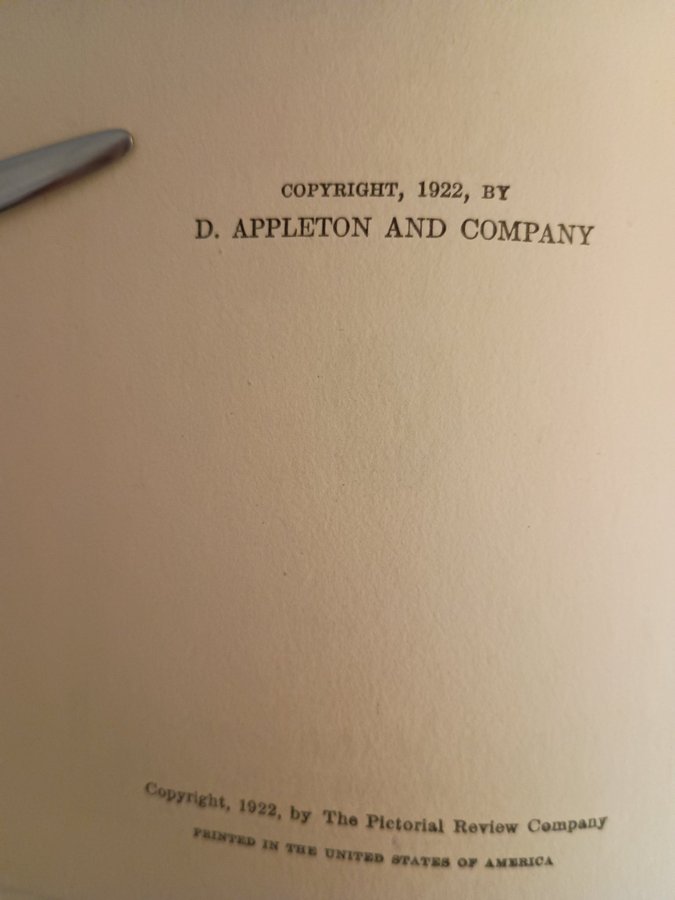 COPYRIGHT, 1922, BY
D. APPLETON AND COMPANY
Copyright, 1922, by The Pictorial Review Company
PRINTED IN THE UNITED STATES OF AMERICA